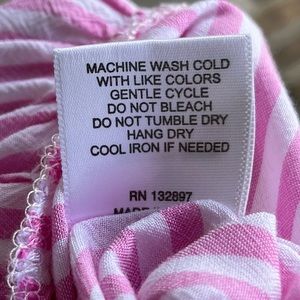 MACHINE WASH COLD
WITH LIKE COLORS
GENTLE CYCLE
DO NOT BLEACH
DO NOT TUMBLE DRY
HANG DRY
COOL IRON IF NEEDED
RN 132897
MADE